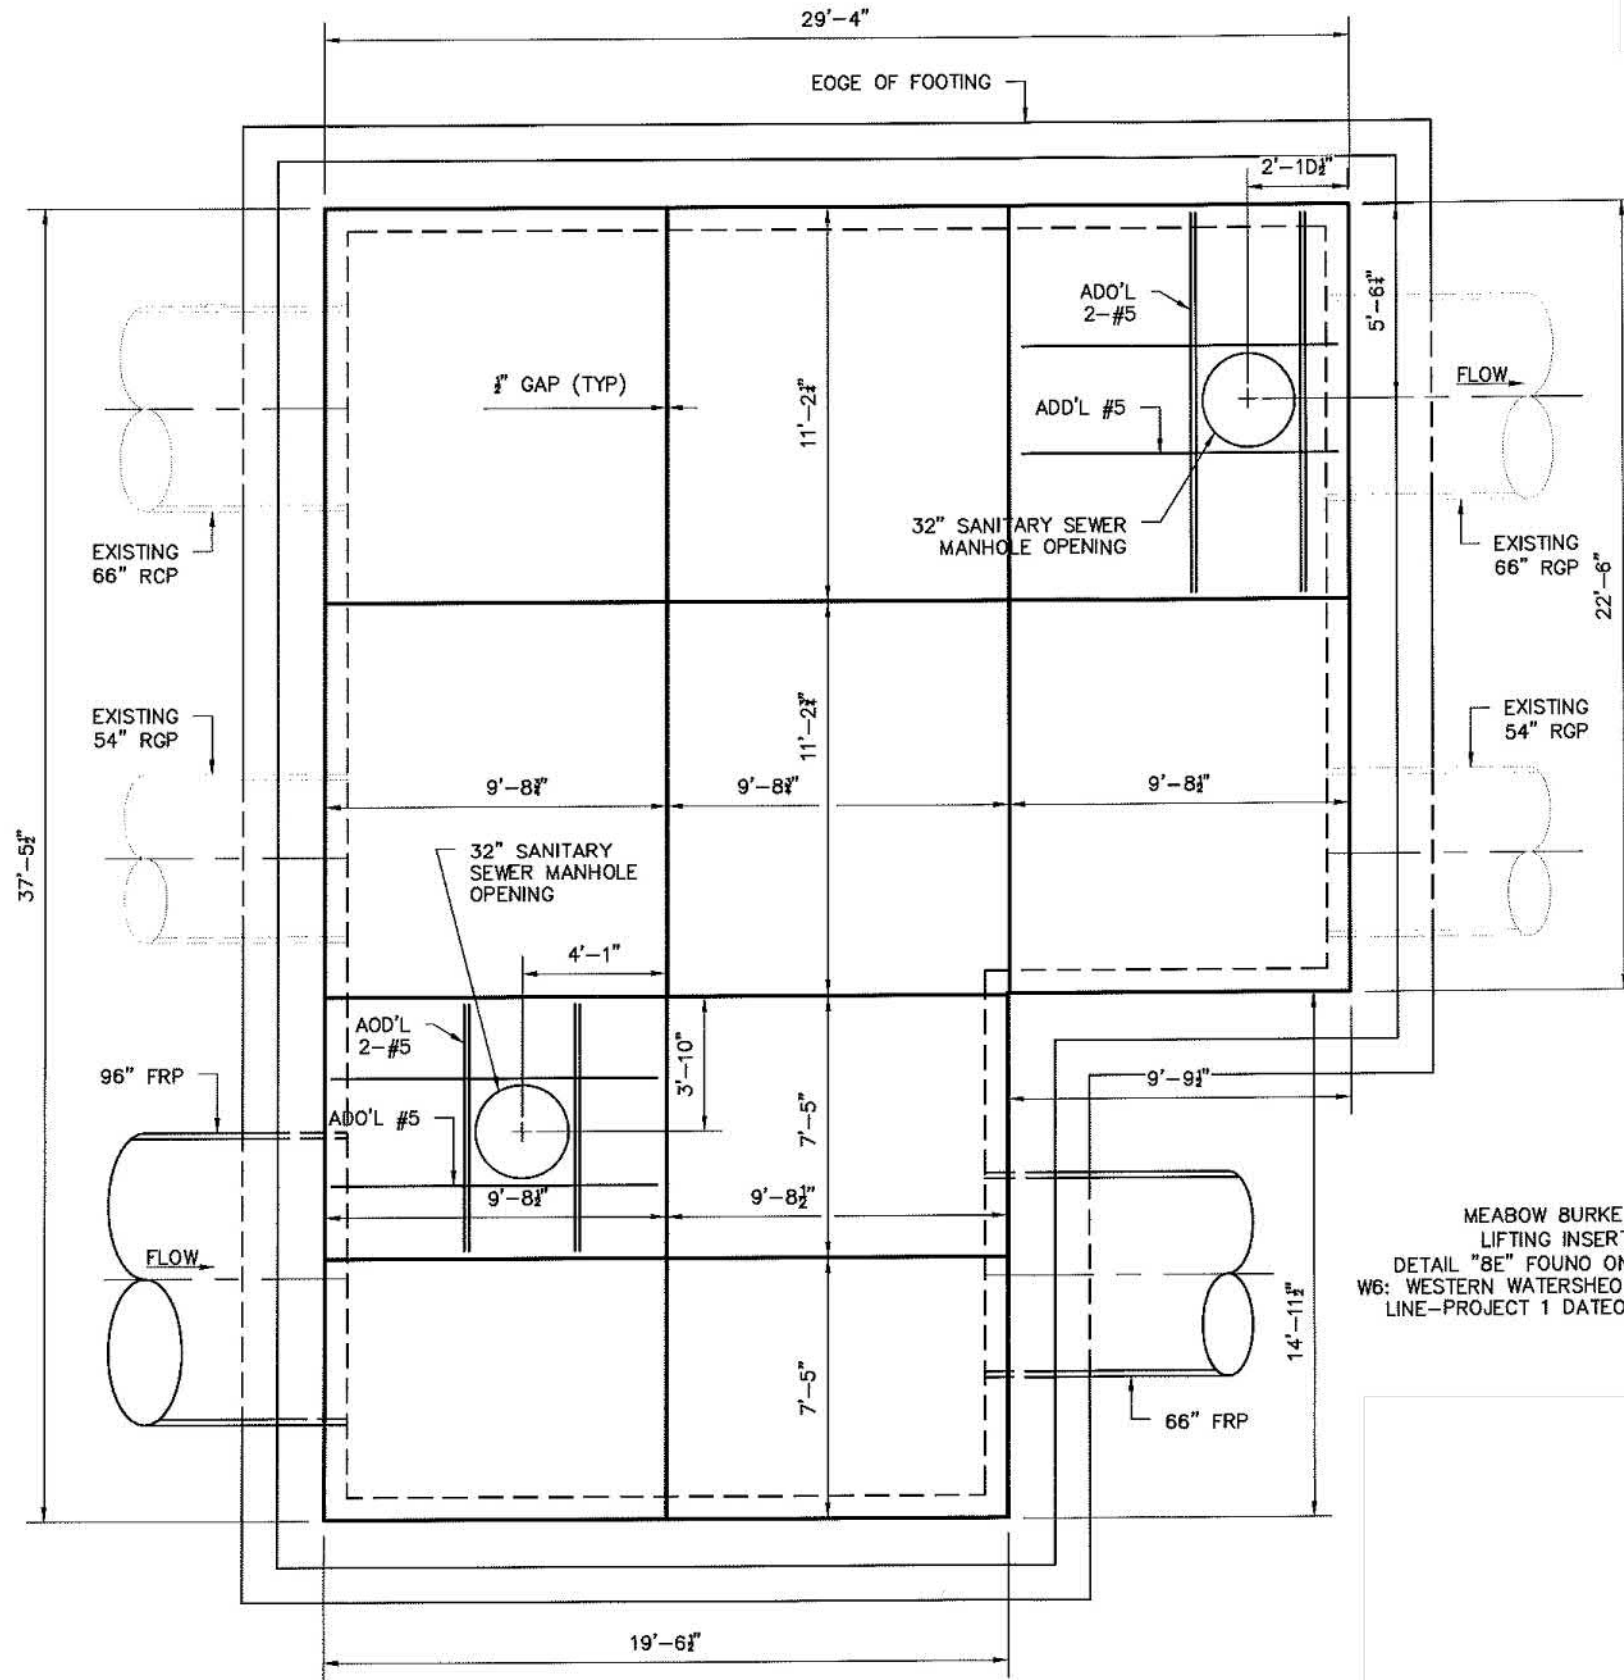 29'-4"
EOGE OF FOOTING
2'-1D½"
ADO'L
2-#5
5'-6¼"
½" GAP (TYP)
11'-2¼"
ADD'L #5
FLOW
32" SANITARY SEWER
MANHOLE OPENING
EXISTING
66" RCP
EXISTING
66" RGP
22'-6"
EXISTING
54" RGP
11'-2¾"
EXISTING
54" RGP
9'-8¾"
9'-8¾"
9'-8½"
37'-5½"
32" SANITARY
SEWER MANHOLE
OPENING
4'-1"
AOD'L
2-#5
3'-10"
96" FRP
9'-9½"
ADO'L #5
7'-5"
9'-8½"
9'-8½"
FLOW
MEABOW 8URKE
LIFTING INSERT
DETAIL "8E" FOUNO ON
W6: WESTERN WATERSHEO
LINE-PROJECT 1 DATEO
14'-11½"
7'-5"
66" FRP
19'-6½"